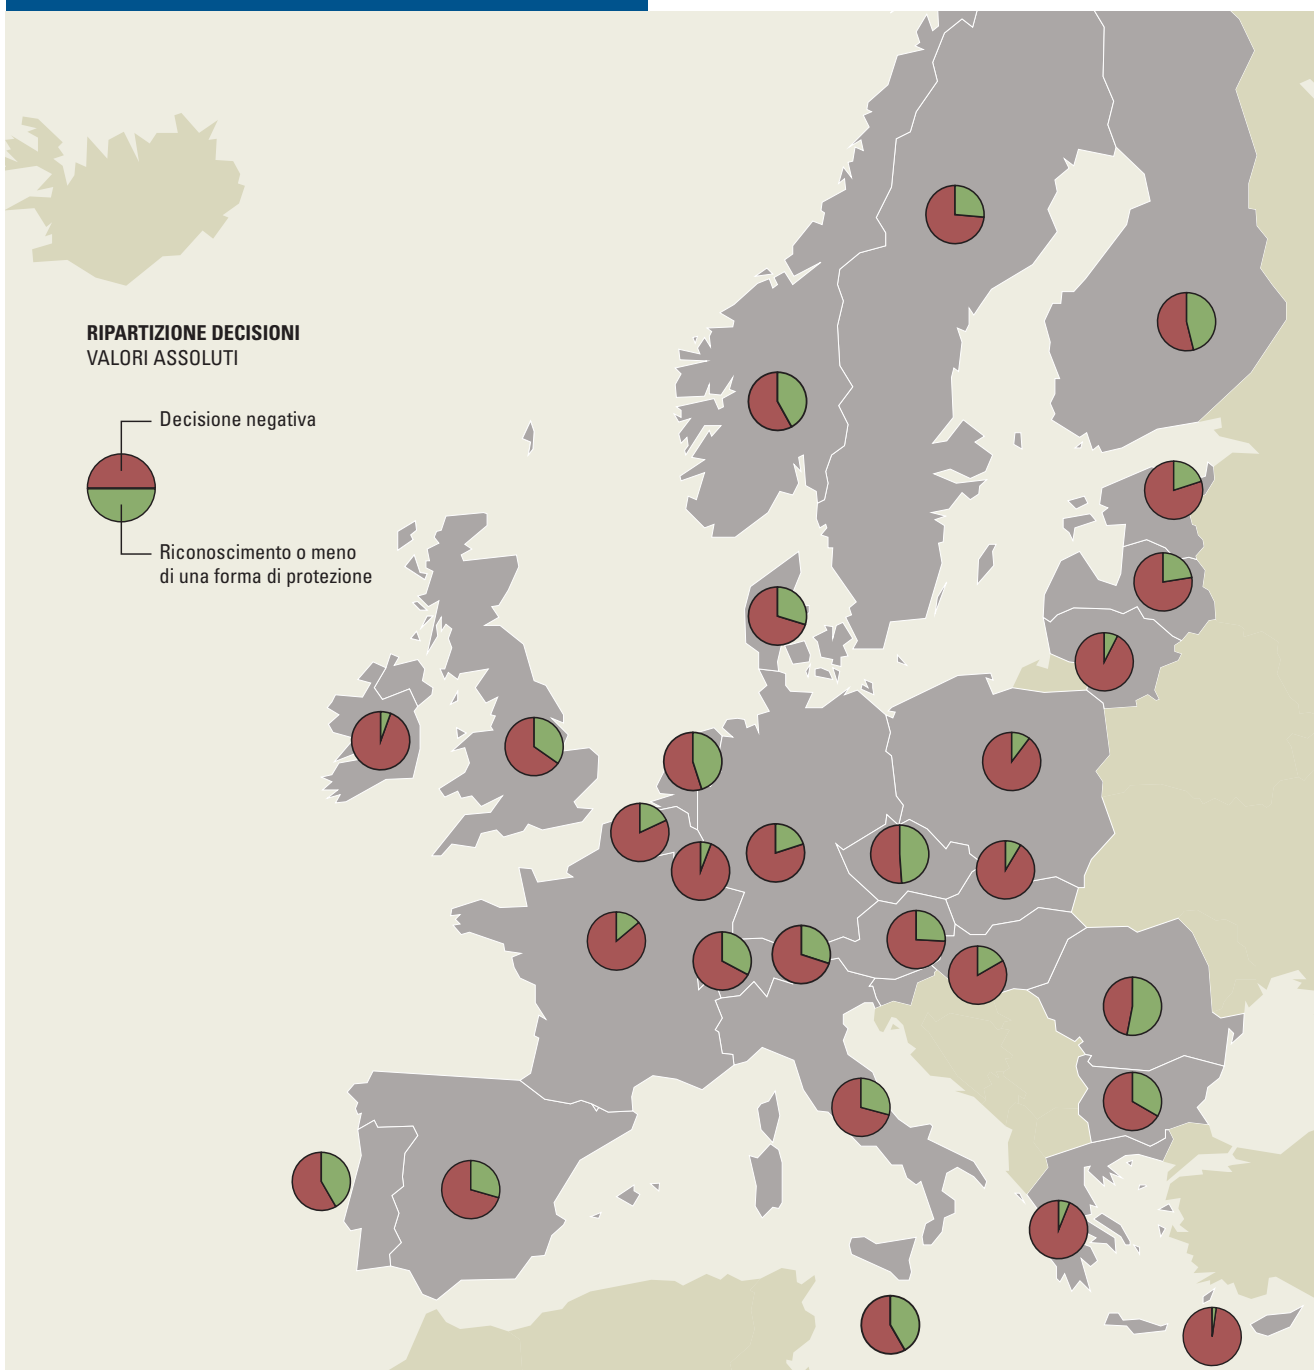 RIPARTIZIONE DECISIONI
VALORI ASSOLUTI
Decisione negativa
Riconoscimento o meno
di una forma di protezione